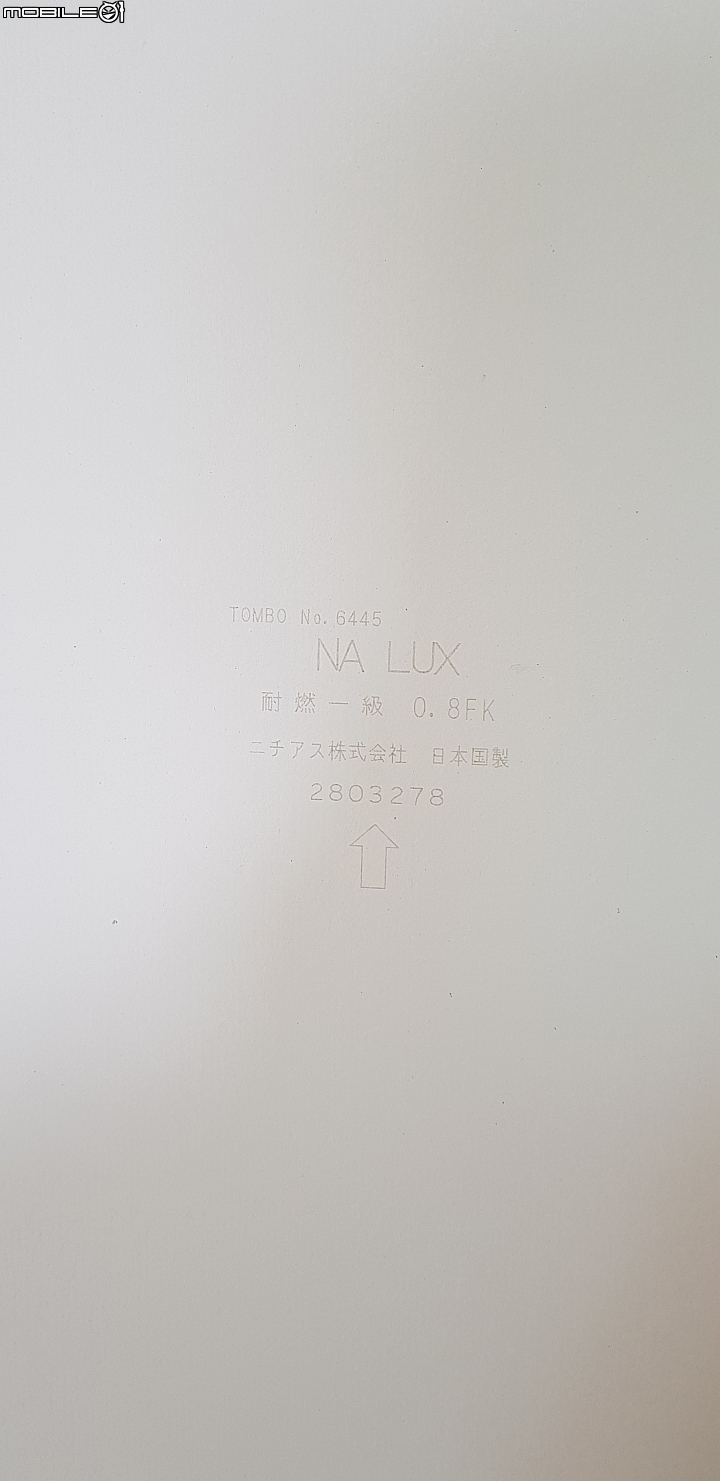 MOBILE01
TOMBO No. 6445
NA LUX
耐燃一級 0.8FK
ニチアス株式会社 日本国製
2803278